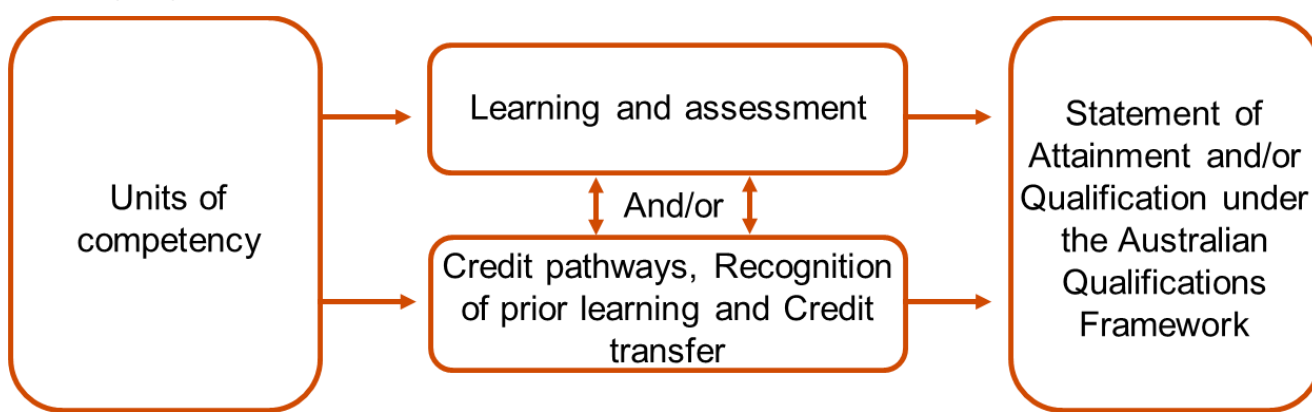 Units of
competency
Learning and assessment
And/or
Credit pathways, Recognition
of prior learning and Credit
transfer
Statement of
Attainment and/or
Qualification under
the Australian
Qualifications
Framework